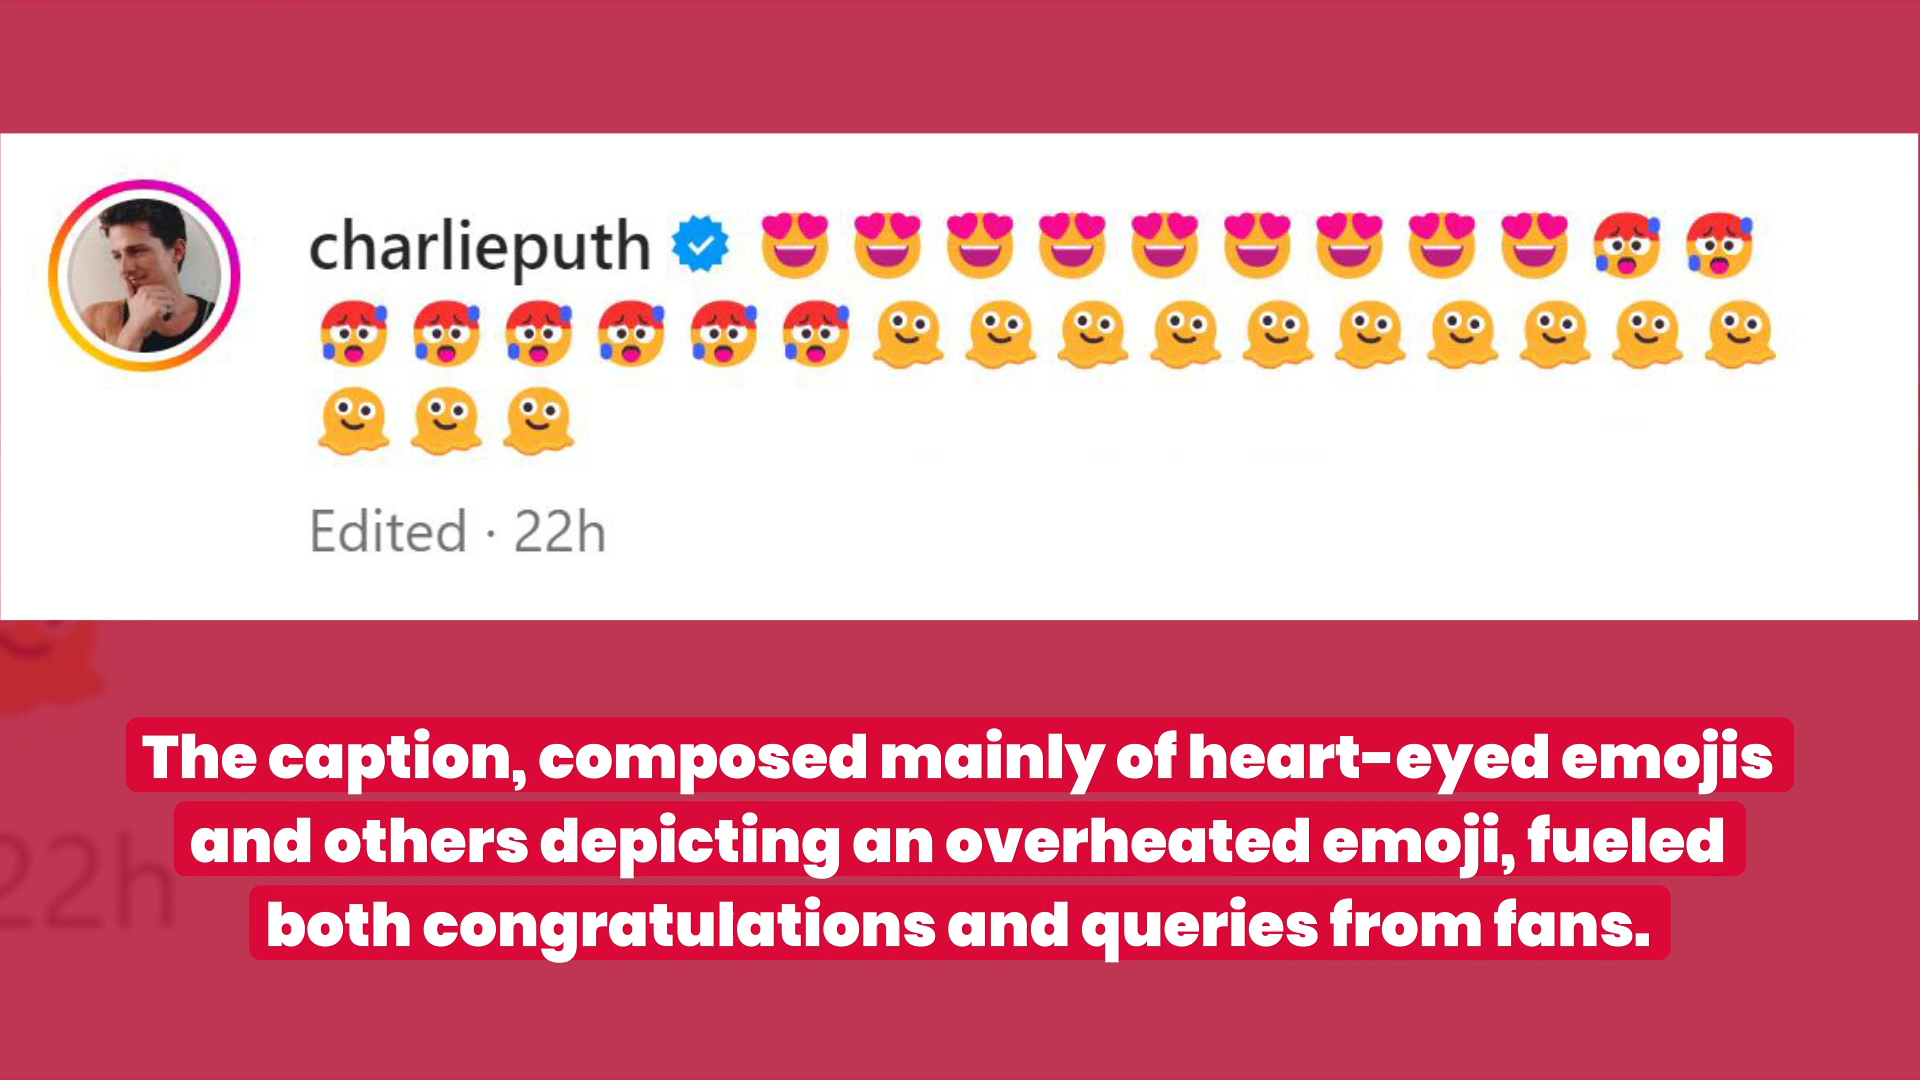 charlieputh 😍😍😍😍😍😍😍😍😍🥵🥵
🥵🥵🥵🥵🥵🥵🫠🫠🫠🫠🫠🫠🫠🫠🫠🫠
🫠🫠🫠
Edited · 22h
22h
The caption, composed mainly of heart-eyed emojis
and others depicting an overheated emoji, fueled
both congratulations and queries from fans.